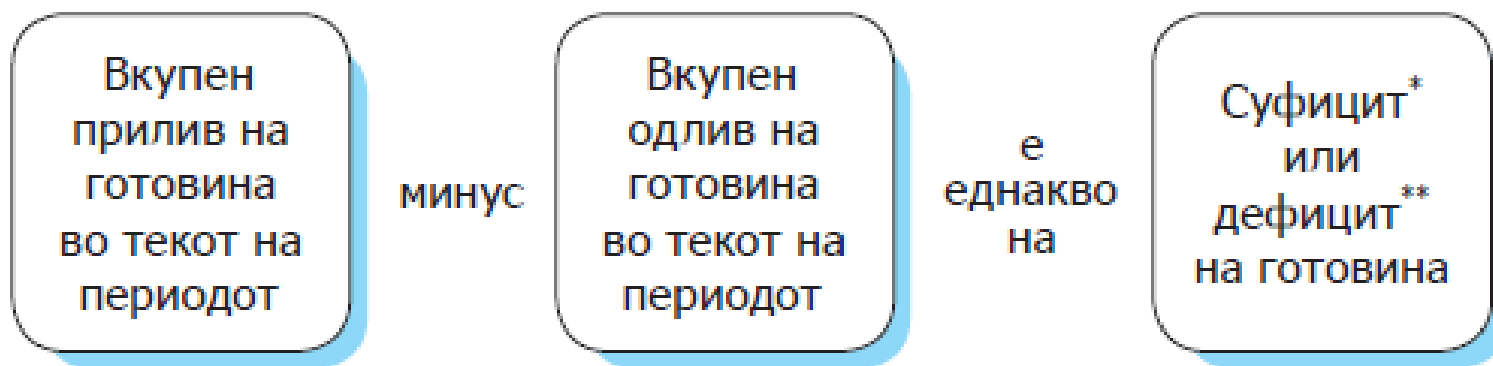 Вкупен
прилив на
готовина
во текот на
периодот
минус
Вкупен
одлив на
готовина
во текот на
периодот
е
еднакво
на
Суфицит*
или
дефицит**
на готовина